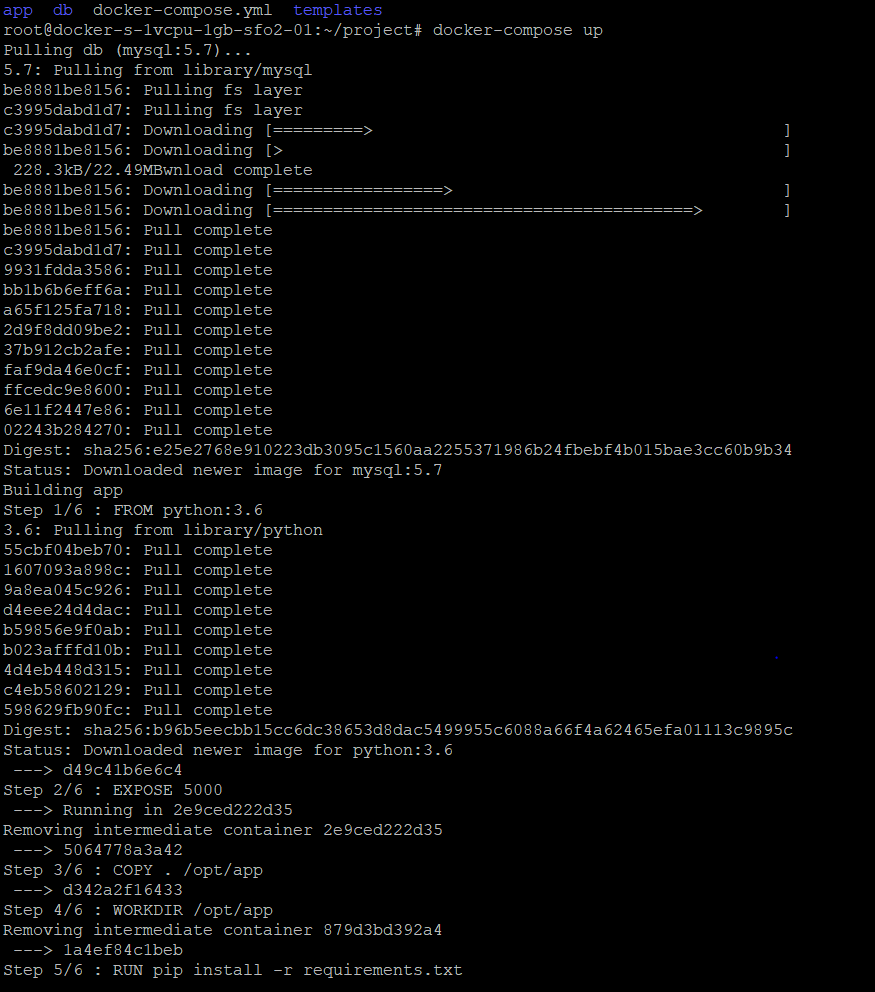 app  db  docker-compose.yml  templates
root@docker-s-1vcpu-1gb-sfo2-01:~/project# docker-compose up
Pulling db (mysql:5.7)...
5.7: Pulling from library/mysql
be8881be8156: Pulling fs layer
c3995dabd1d7: Pulling fs layer
c3995dabd1d7: Downloading [=========>                                         ]
be8881be8156: Downloading [>                                                  ]
 228.3kB/22.49MBwnload complete
be8881be8156: Downloading [=================>                                 ]
be8881be8156: Downloading [==========================================>        ]
be8881be8156: Pull complete
c3995dabd1d7: Pull complete
9931fdda3586: Pull complete
bb1b6b6eff6a: Pull complete
a65f125fa718: Pull complete
2d9f8dd09be2: Pull complete
37b912cb2afe: Pull complete
faf9da46e0cf: Pull complete
ffcedc9e8600: Pull complete
6e11f2447e86: Pull complete
02243b284270: Pull complete
Digest: sha256:e25e2768e910223db3095c1560aa2255371986b24fbebf4b015bae3cc60b9b34
Status: Downloaded newer image for mysql:5.7
Building app
Step 1/6 : FROM python:3.6
3.6: Pulling from library/python
55cbf04beb70: Pull complete
1607093a898c: Pull complete
9a8ea045c926: Pull complete
d4eee24d4dac: Pull complete
b59856e9f0ab: Pull complete
b023afffd10b: Pull complete
4d4eb448d315: Pull complete
c4eb58602129: Pull complete
598629fb90fc: Pull complete
Digest: sha256:b96b5eecbb15cc6dc38653d8dac5499955c6088a66f4a62465efa01113c9895c
Status: Downloaded newer image for python:3.6
 ---> d49c41b6e6c4
Step 2/6 : EXPOSE 5000
 ---> Running in 2e9ced222d35
Removing intermediate container 2e9ced222d35
 ---> 5064778a3a42
Step 3/6 : COPY . /opt/app
 ---> d342a2f16433
Step 4/6 : WORKDIR /opt/app
Removing intermediate container 879d3bd392a4
 ---> 1a4ef84c1beb
Step 5/6 : RUN pip install -r requirements.txt